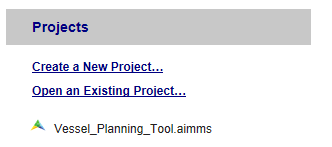 Projects
Create a New Project...
Open an Existing Project...
Vessel_Planning_Tool.aimms